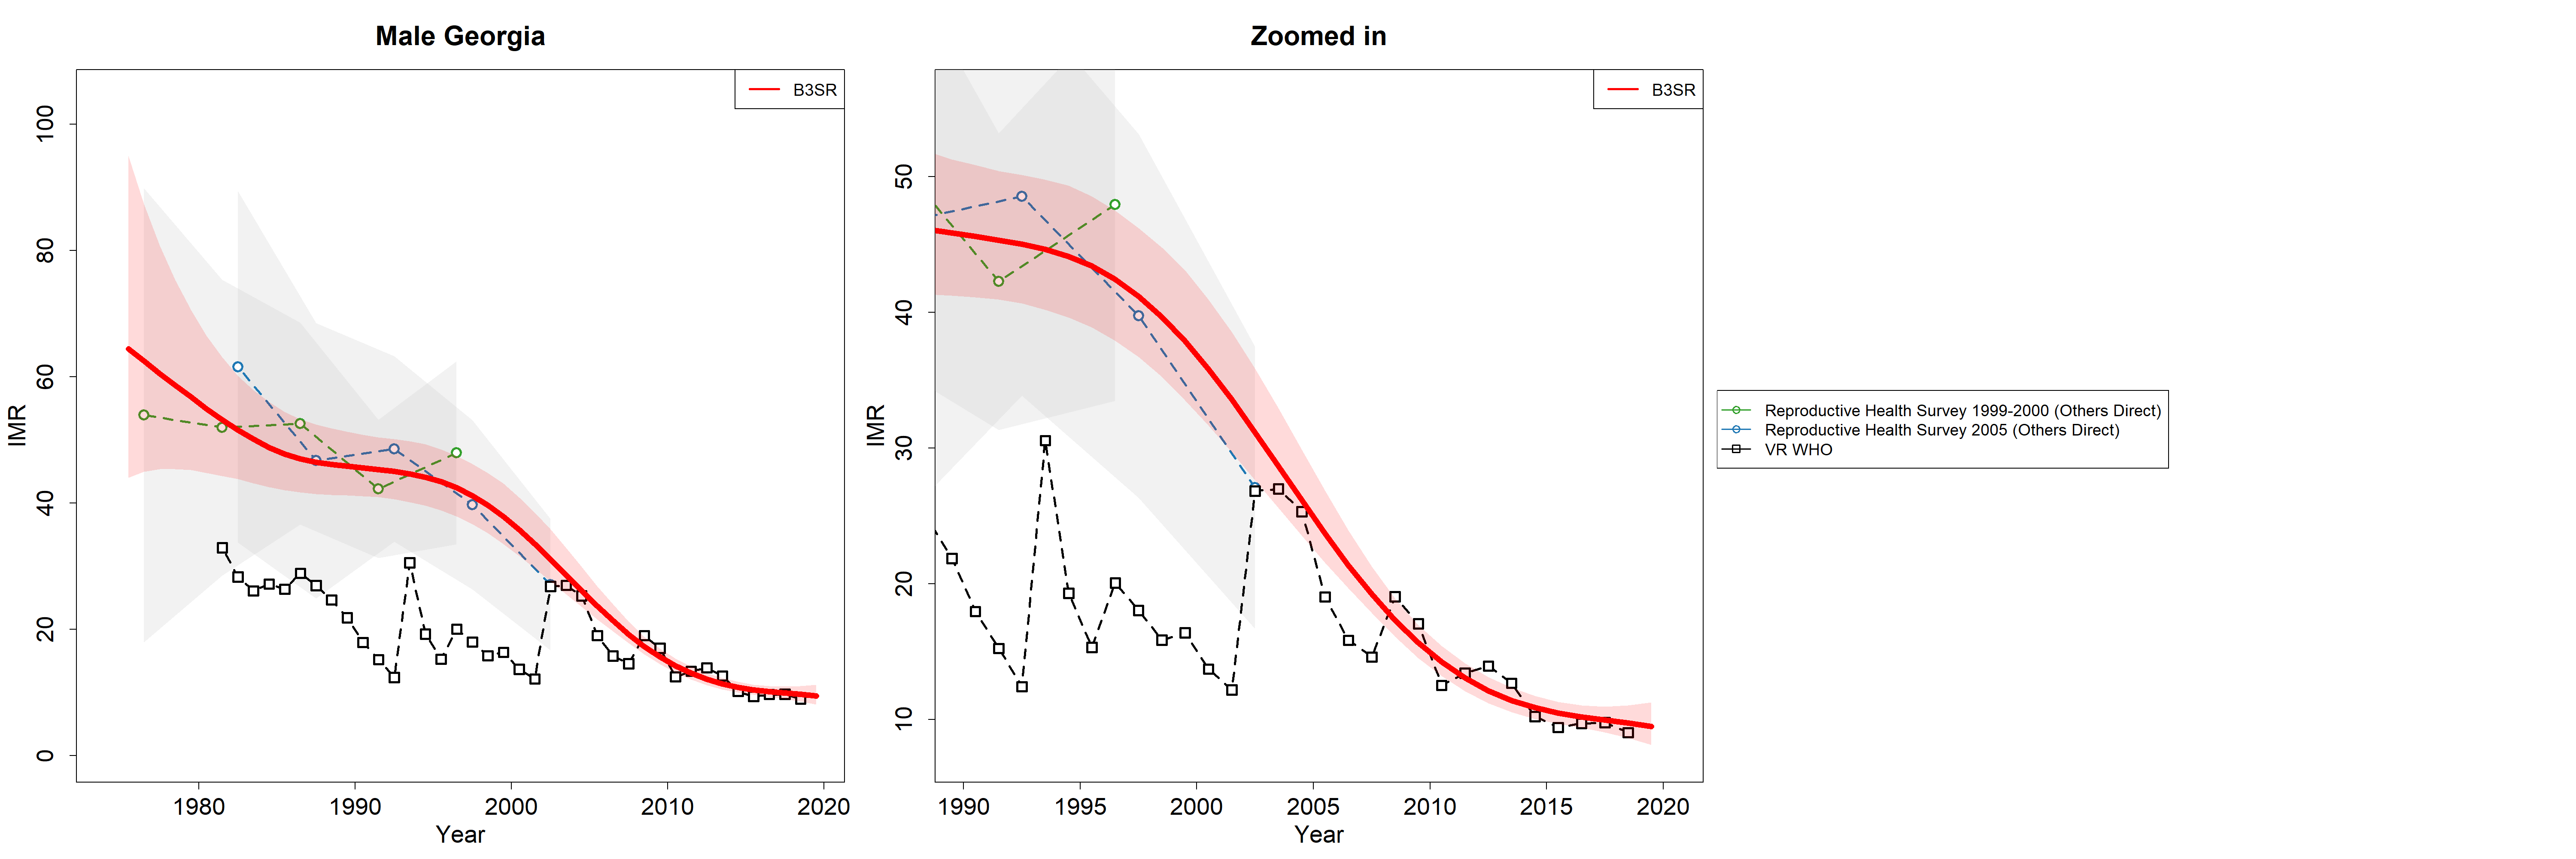 Male Georgia
B3SR
100
80
60
40
20
0
IMR
1980 1990 2000 2010 2020
Year
Zoomed in
B3SR
50
40
30
20
10
IMR
1990 1995 2000 2005 2010 2015 2020
Year
Reproductive Health Survey 1999-2000 (Others Direct)
Reproductive Health Survey 2005 (Others Direct)
VR WHO